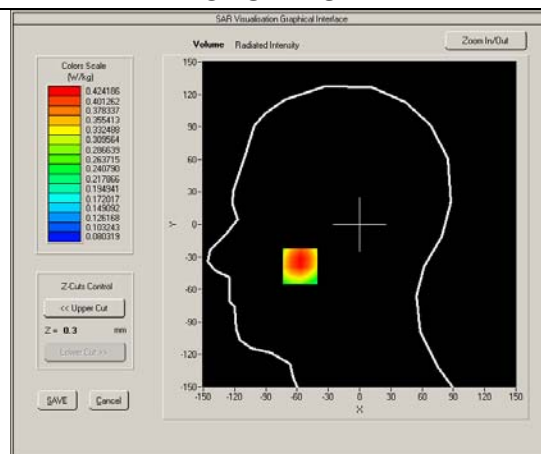 SAR Visualisation Graphical Interface
Volume Radiated Intensity
Zoom In/Out
Colors Scale
(W/kg)
0.424186
0.401262
0.378337
0.355413
0.332488
0.309564
0.286639
0.263715
0.240790
0.217866
0.194941
0.172017
0.149092
0.126168
0.103243
0.080319
Z-Cuts Control
<< Upper Cut
Z = 0.3 mm
Lower Cut >>
SAVE Cancel
150-
120-
90-
60-
30-
0-
-30-
-60-
-90-
-120-
-150-
Y
-150 -120 -90 -60 -30 0 30 60 90 120 150
X